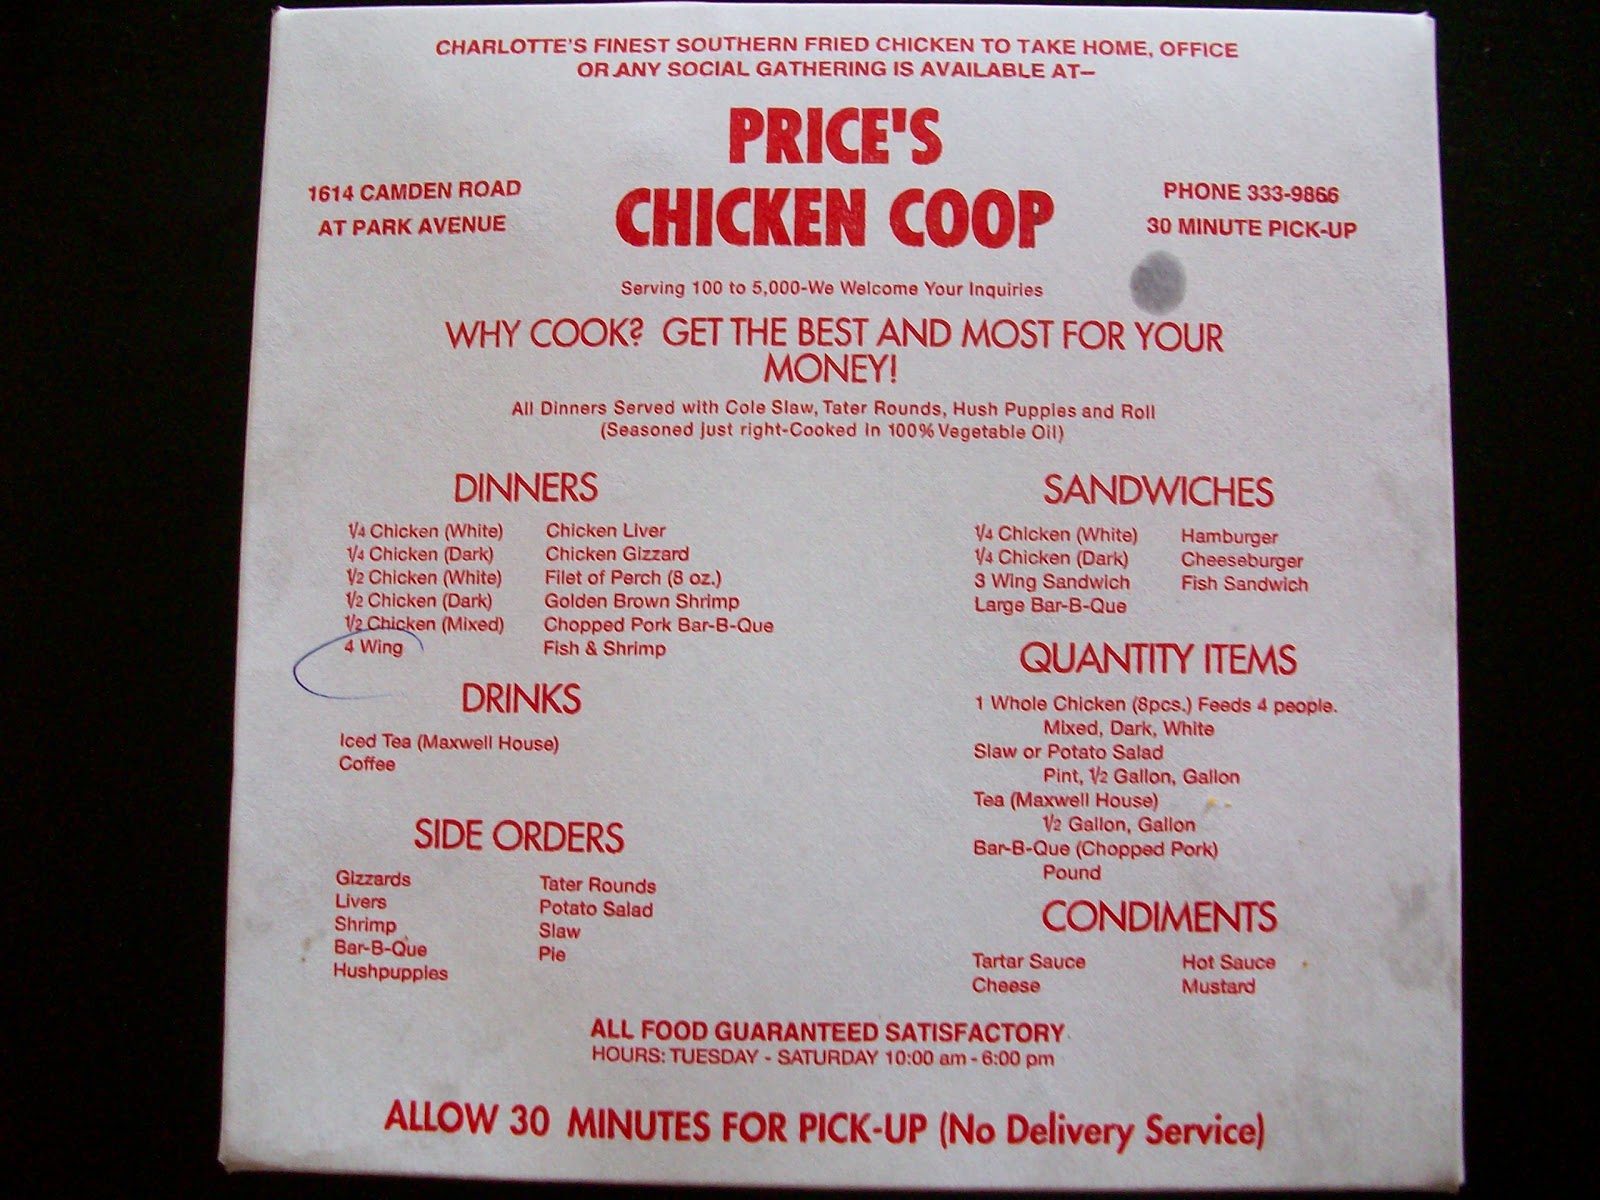 CHARLOTTE'S FINEST SOUTHERN FRIED CHICKEN TO TAKE HOME, OFFICE
OR ANY SOCIAL GATHERING IS AVAILABLE AT–
PRICE'S
CHICKEN COOP
1614 CAMDEN ROAD
AT PARK AVENUE
PHONE 333-9866
30 MINUTE PICK-UP
Serving 100 to 5,000-We Welcome Your Inquiries
WHY COOK? GET THE BEST AND MOST FOR YOUR
MONEY!
All Dinners Served with Cole Slaw, Tater Rounds, Hush Puppies and Roll
(Seasoned just right-Cooked in 100% Vegetable Oil)
DINNERS
1/4 Chicken (White)
1/4 Chicken (Dark)
1/2 Chicken (White)
1/2 Chicken (Dark)
1/2 Chicken (Mixed)
4 Wing
Chicken Liver
Chicken Gizzard
Filet of Perch (8 oz.)
Golden Brown Shrimp
Chopped Pork Bar-B-Que
Fish & Shrimp
DRINKS
Iced Tea (Maxwell House)
Coffee
SIDE ORDERS
Gizzards
Livers
Shrimp
Bar-B-Que
Hushpuppies
Tater Rounds
Potato Salad
Slaw
Pie
SANDWICHES
1/4 Chicken (White)
1/4 Chicken (Dark)
3 Wing Sandwich
Large Bar-B-Que
Hamburger
Cheeseburger
Fish Sandwich
QUANTITY ITEMS
1 Whole Chicken (8pcs.) Feeds 4 people.
Mixed, Dark, White
Slaw or Potato Salad
Pint, 1/2 Gallon, Gallon
Tea (Maxwell House)
1/2 Gallon, Gallon
Bar-B-Que (Chopped Pork)
Pound
CONDIMENTS
Tartar Sauce
Cheese
Hot Sauce
Mustard
ALL FOOD GUARANTEED SATISFACTORY
HOURS: TUESDAY - SATURDAY 10:00 am - 6:00 pm
ALLOW 30 MINUTES FOR PICK-UP (No Delivery Service)